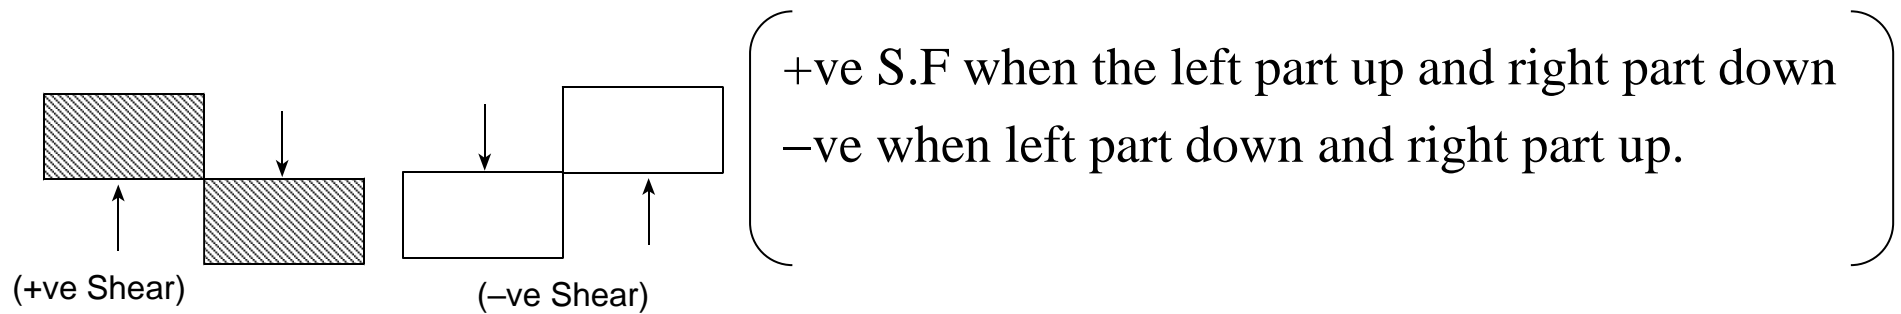 +ve S.F when the left part up and right part down
–ve when left part down and right part up.
(+ve Shear)
(–ve Shear)